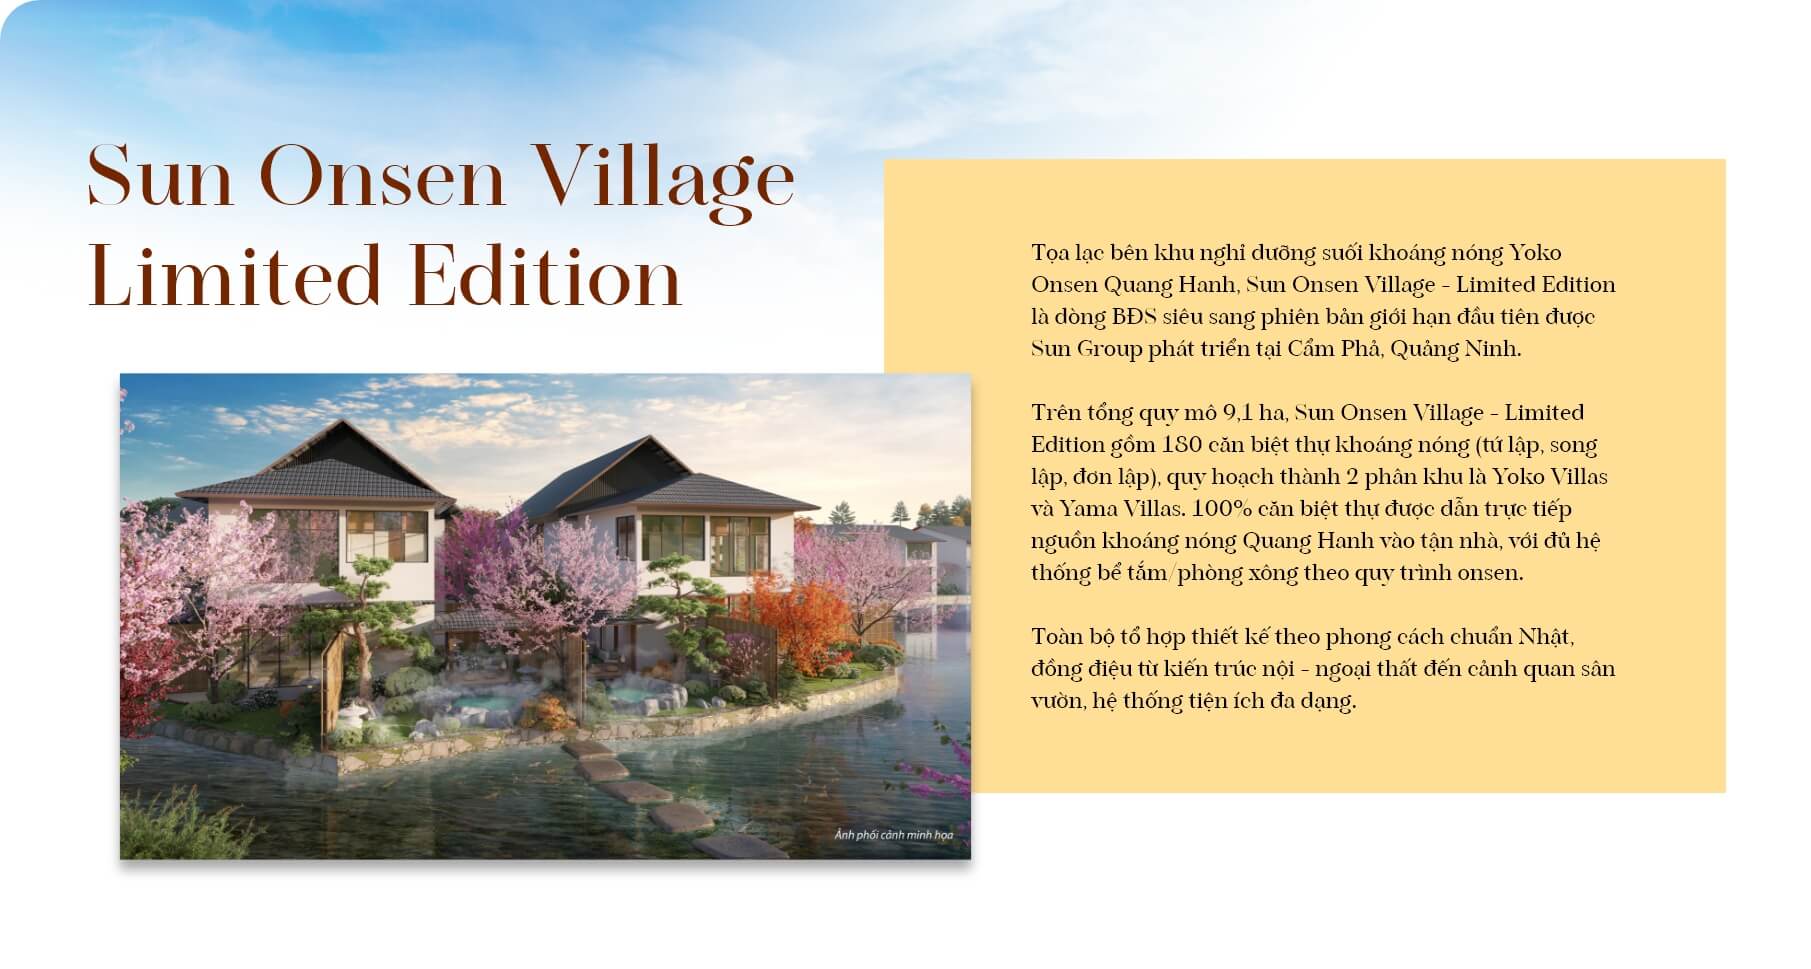 Sun Onsen Village
Limited Edition
Tọa lạc bên khu nghỉ dưỡng suối khoáng nóng Yoko
Onsen Quang Hanh, Sun Onsen Village - Limited Edition
là dòng BĐS siêu sang phiên bản giới hạn đầu tiên được
Sun Group phát triển tại Cẩm Phả, Quảng Ninh.
Trên tổng quy mô 9,1 ha, Sun Onsen Village - Limited
Edition gồm 180 căn biệt thự khoáng nóng (tứ lập, song
lập, đơn lập), quy hoạch thành 2 phân khu là Yoko Villas
và Yama Villas. 100% căn biệt thự được dẫn trực tiếp
nguồn khoáng nóng Quang Hanh vào tận nhà, với đủ hệ
thống bể tắm/phòng xông theo quy trình onsen.
Toàn bộ tổ hợp thiết kế theo phong cách chuẩn Nhật,
đồng điệu từ kiến trúc nội - ngoại thất đến cảnh quan sân
vườn, hệ thống tiện ích đa dạng.
Ảnh phối cảnh minh họa